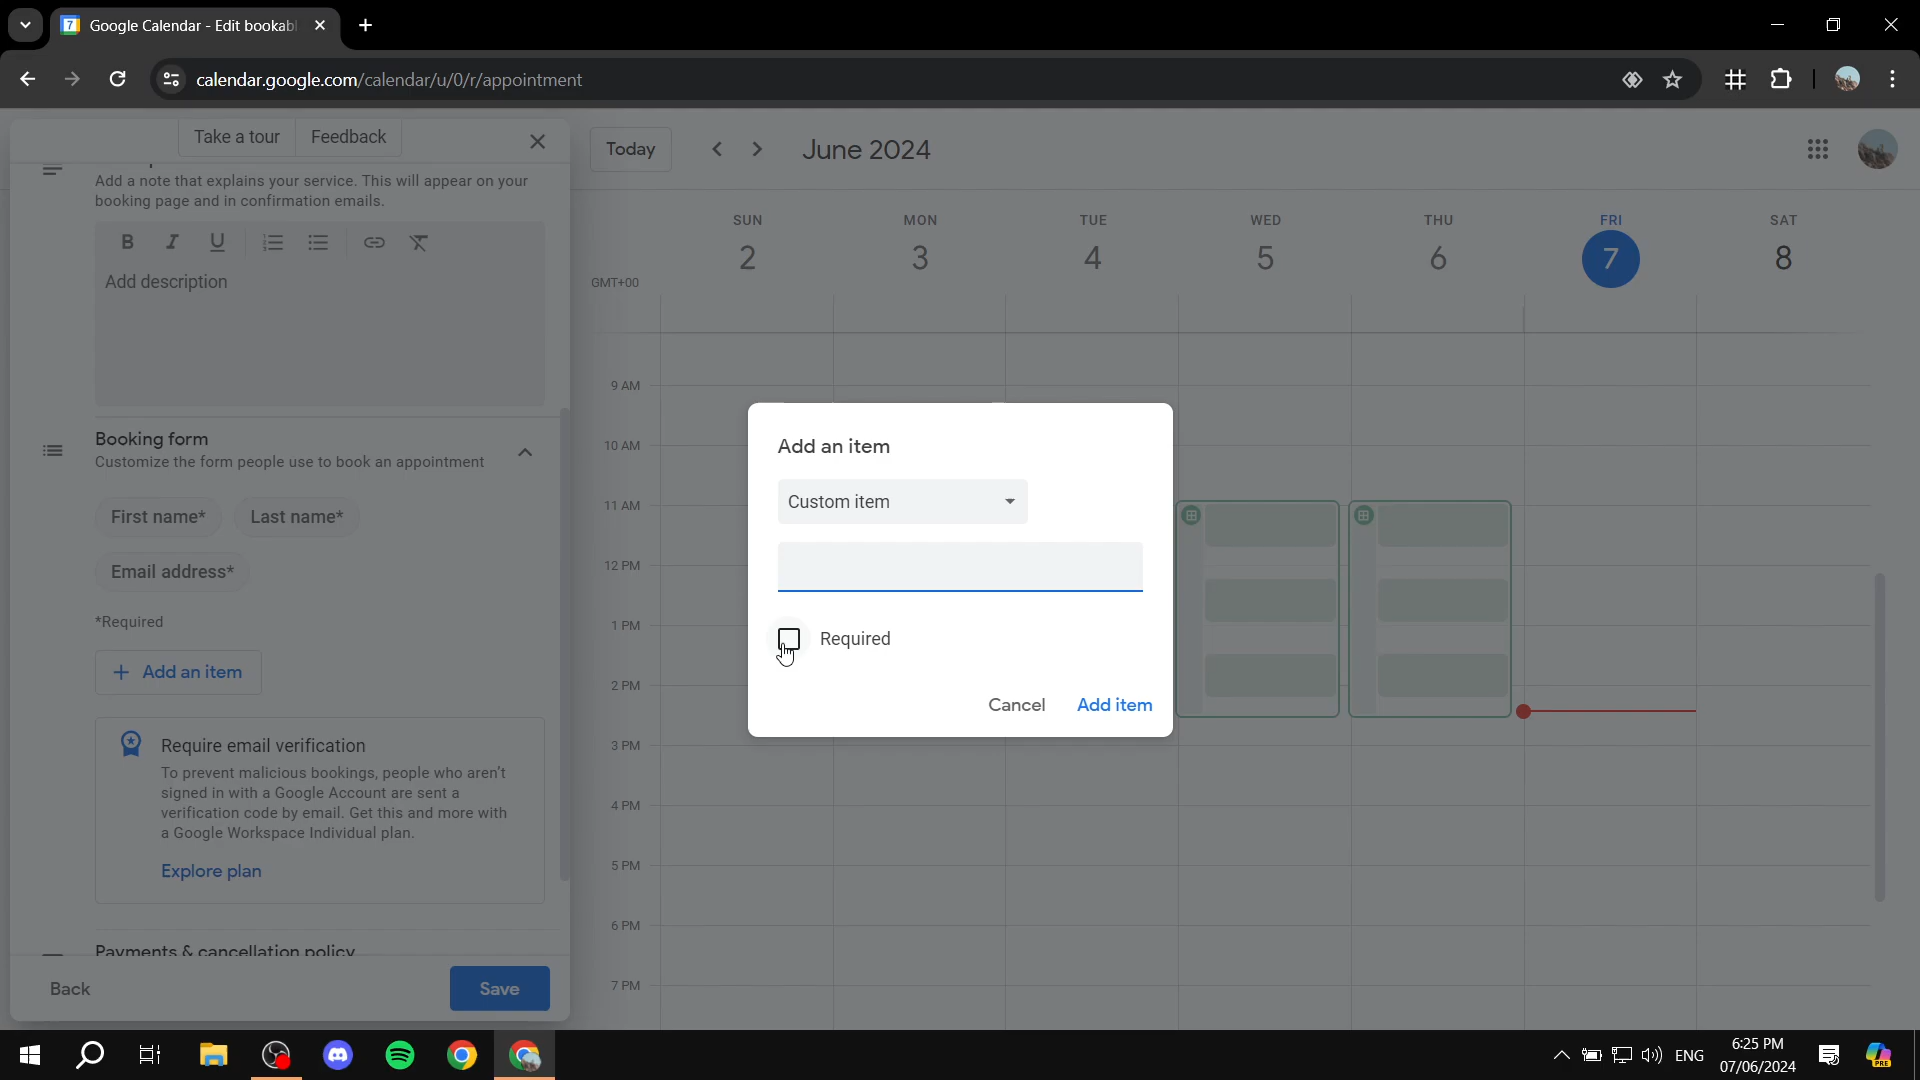 Google Calendar - Edit bookabl
calendar.google.com/calendar/u/0/r/appointment
Take a tour
Feedback
Add a note that explains your service. This will appear on your
booking page and in confirmation emails.
B I U
Add description
Booking form
Customize the form people use to book an appointment
First name*
Last name*
Email address*
*Required
+ Add an item
Require email verification
To prevent malicious bookings, people who aren't
signed in with a Google Account are sent a
verification code by email. Get this and more with
a Google Workspace Individual plan.
Explore plan
Payments & cancellation policy
Back
Save
Today
June 2024
SUN
2
MON
3
TUE
4
WED
5
THU
6
FRI
7
SAT
8
GMT+00
9 AM
10 AM
11 AM
12 PM
1 PM
2 PM
3 PM
4 PM
5 PM
6 PM
7 PM
Add an item
Custom item
Required
Cancel
Add item
ENG
6:25 PM
07/06/2024
PRE